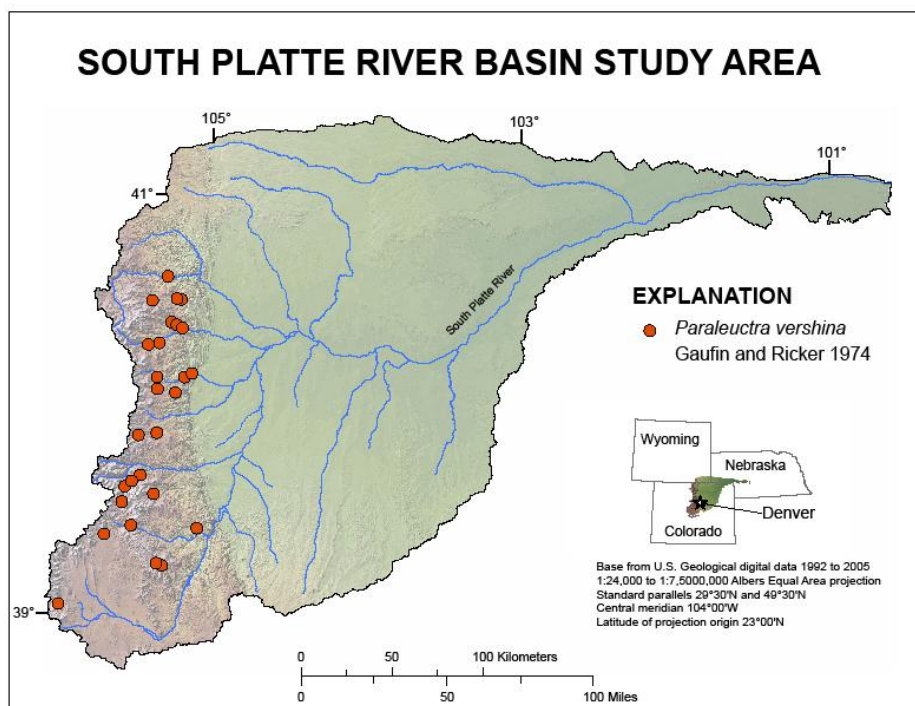 SOUTH PLATTE RIVER BASIN STUDY AREA
105°
103°
101°
41°
South Platte River
EXPLANATION
Paraleuctra vershina
Gaufin and Ricker 1974
Wyoming
Nebraska
Denver
Colorado
Base from U.S. Geological digital data 1992 to 2005
1:24,000 to 1:7,5000,000 Albers Equal Area projection
Standard parallels 29°30'N and 49°30'N
Central meridian 104°00'W
Latitude of projection origin 23°00'N
39°
0 50 100 Kilometers
0 50 100 Miles